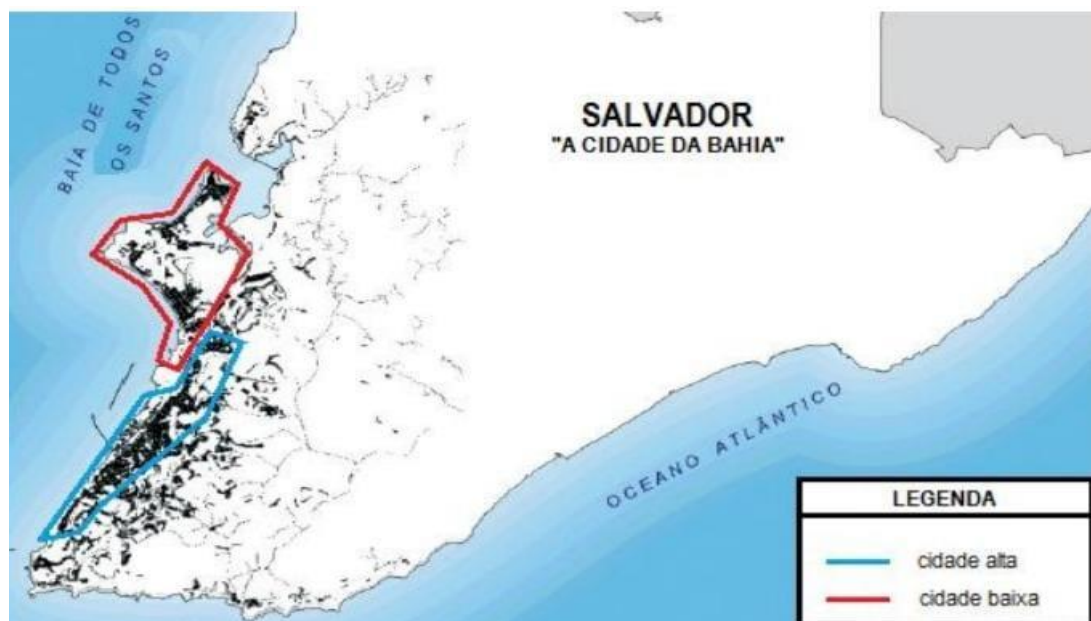 BAÍA DE TODOS
OS SANTOS
SALVADOR
"A CIDADE DA BAHIA"
OCEANO ATLÂNTICO
LEGENDA
cidade alta
cidade baixa